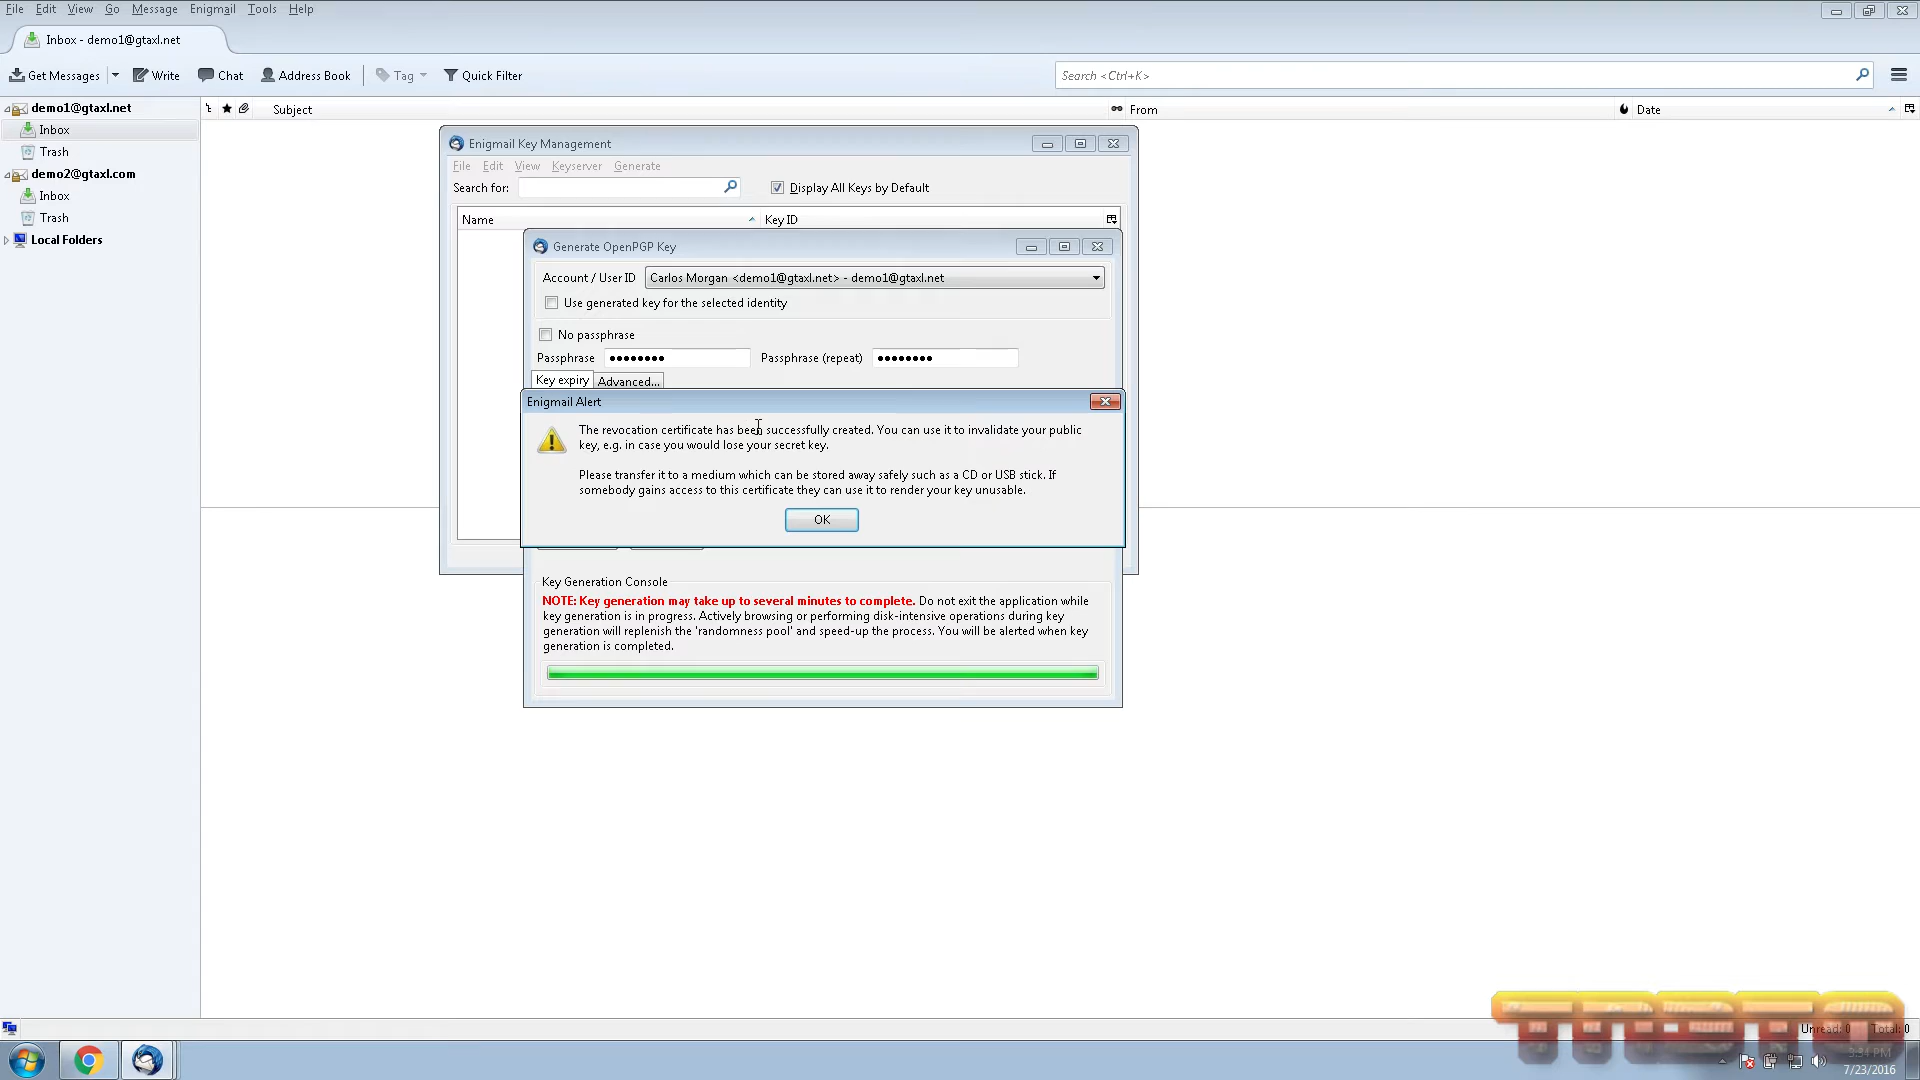 File Edit View Go Message Enigmail Tools Help
Inbox - demo1@gtaxl.net
Get Messages Write Chat Address Book Tag Quick Filter Search <Ctrl+K>
demo1@gtaxl.net
Inbox
Trash
demo2@gtaxl.com
Inbox
Trash
Local Folders
Subject From Date
Enigmail Key Management
File Edit View Keyserver Generate
Search for: Display All Keys by Default
Name Key ID
Generate OpenPGP Key
Account / User ID Carlos Morgan <demo1@gtaxl.net> - demo1@gtaxl.net
Use generated key for the selected identity
No passphrase
Passphrase •••••••• Passphrase (repeat) ••••••••
Key expiry Advanced...
Enigmail Alert
The revocation certificate has been successfully created. You can use it to invalidate your public
key, e.g. in case you would lose your secret key.
Please transfer it to a medium which can be stored away safely such as a CD or USB stick. If
somebody gains access to this certificate they can use it to render your key unusable.
OK
Key Generation Console
NOTE: Key generation may take up to several minutes to complete. Do not exit the application while
key generation is in progress. Actively browsing or performing disk-intensive operations during key
generation will replenish the 'randomness pool' and speed-up the process. You will be alerted when key
generation is completed.
Unread: 0 Total: 0
3:34 PM
7/23/2016